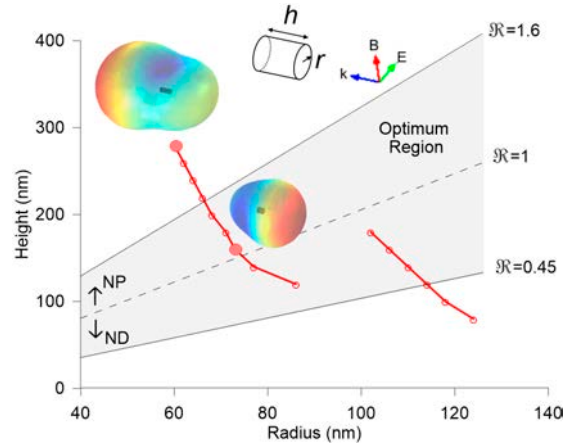 h
r
B
E
k
ℜ=1.6
Optimum
Region
ℜ=1
ℜ=0.45
NP
ND
Height (nm)
400
300
200
100
0
40
60
80
100
120
140
Radius (nm)